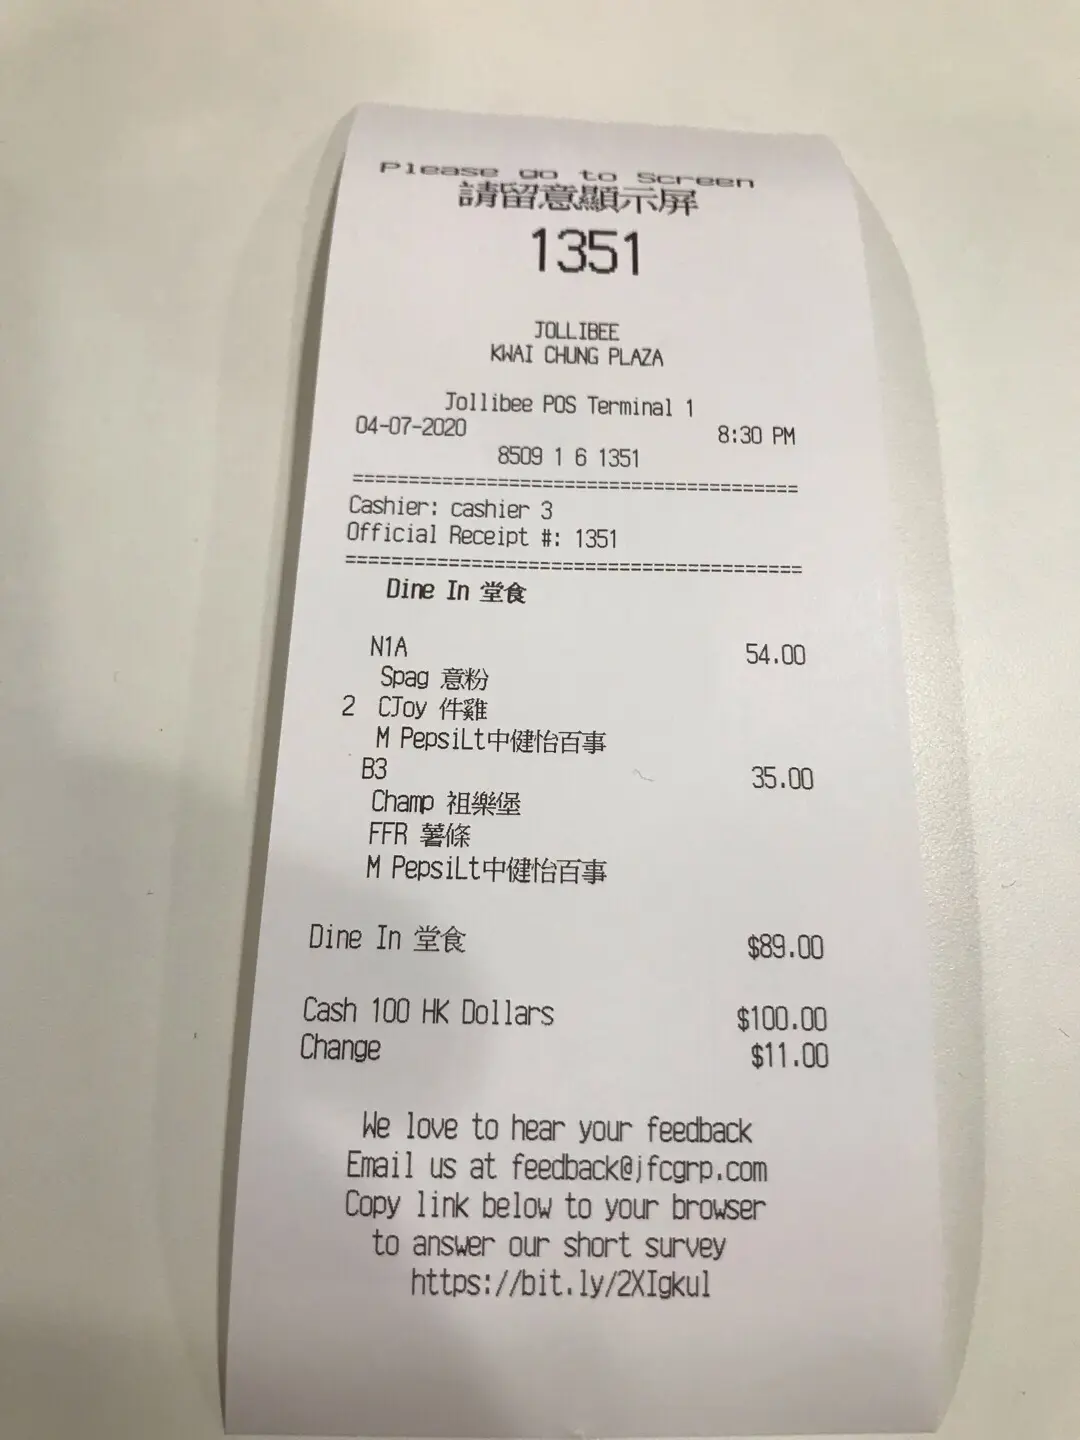 Please go to Screen
請留意顯示屏
1351
JOLLIBEE
KWAI CHUNG PLAZA
Jollibee POS Terminal 1
04-07-2020 8:30 PM
8509 1 6 1351
=======================================
Cashier: cashier 3
Official Receipt #: 1351
=======================================
Dine In 堂食
N1A 54.00
Spag 意粉
2 CJoy 件雞
M PepsiLt中健怡百事
B3 35.00
Champ 祖樂堡
FFR 薯條
M PepsiLt中健怡百事
Dine In 堂食 $89.00
Cash 100 HK Dollars $100.00
Change $11.00
We love to hear your feedback
Email us at feedback@jfcgrp.com
Copy link below to your browser
to answer our short survey
https://bit.ly/2XIgkul